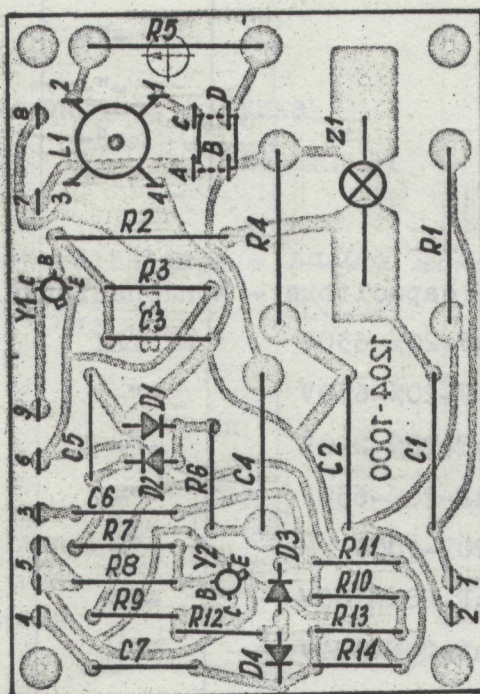 R5
8
2
1
L1
C
D
3
4
A
B
7
Z1
R2
R4
R1
Y1
C
B
E
R3
C3
9
D1
6
C5
D2
R6
C4
C2
1204-1000
C1
3
C6
R7
Y2
D3
R11
5
R8
B
E
C
R10
1
4
R9
R12
R13
2
C7
D4
R14